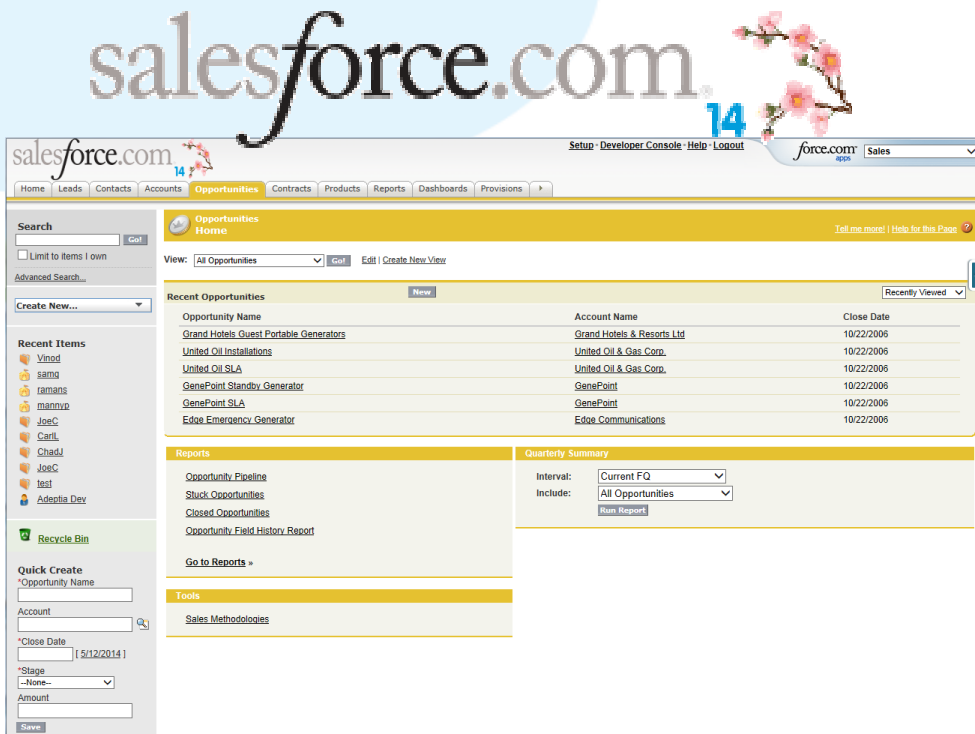 salesforce.com
14
salesforce.com
14
Setup · Developer Console · Help · Logout
force.com apps
Sales
Home Leads Contacts Accounts Opportunities Contracts Products Reports Dashboards Provisions
Search
Go!
Limit to items I own
Advanced Search...
Create New...
Recent Items
Vinod
samq
ramans
mannyp
JoeC
CarlL
ChadJ
JoeC
test
Adeptia Dev
Recycle Bin
Quick Create
*Opportunity Name
Account
*Close Date
[ 5/12/2014 ]
*Stage
--None--
Amount
Save
Opportunities
Home
Tell me more! | Help for this Page
View: All Opportunities Go! Edit | Create New View
Recent Opportunities New Recently Viewed
Opportunity Name Account Name Close Date
Grand Hotels Guest Portable Generators Grand Hotels & Resorts Ltd 10/22/2006
United Oil Installations United Oil & Gas Corp. 10/22/2006
United Oil SLA United Oil & Gas Corp. 10/22/2006
GenePoint Standby Generator GenePoint 10/22/2006
GenePoint SLA GenePoint 10/22/2006
Edge Emergency Generator Edge Communications 10/22/2006
Reports
Opportunity Pipeline
Stuck Opportunities
Closed Opportunities
Opportunity Field History Report
Go to Reports »
Quarterly Summary
Interval: Current FQ
Include: All Opportunities
Run Report
Tools
Sales Methodologies